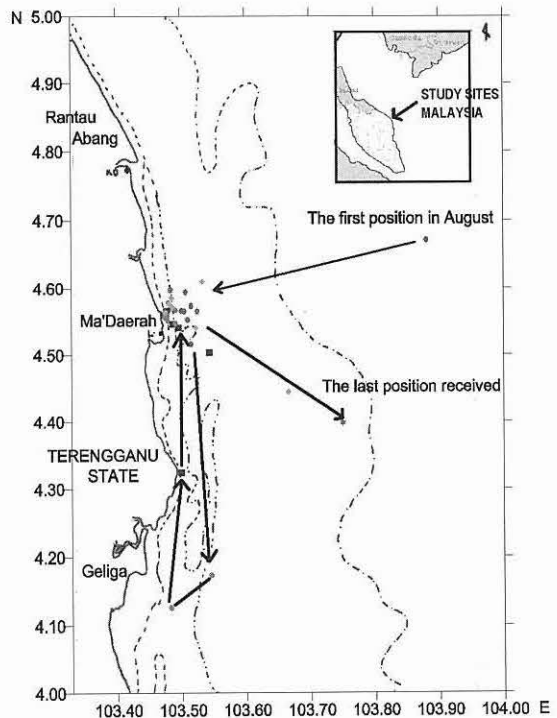 N 5.00
4.90
4.80
4.70
4.60
4.50
4.40
4.30
4.20
4.10
4.00
Rantau
Abang
STUDY SITES
MALAYSIA
The first position in August
Ma'Daerah
The last position received
TERENGGANU
STATE
Geliga
103.40 103.50 103.60 103.70 103.80 103.90 104.00
E